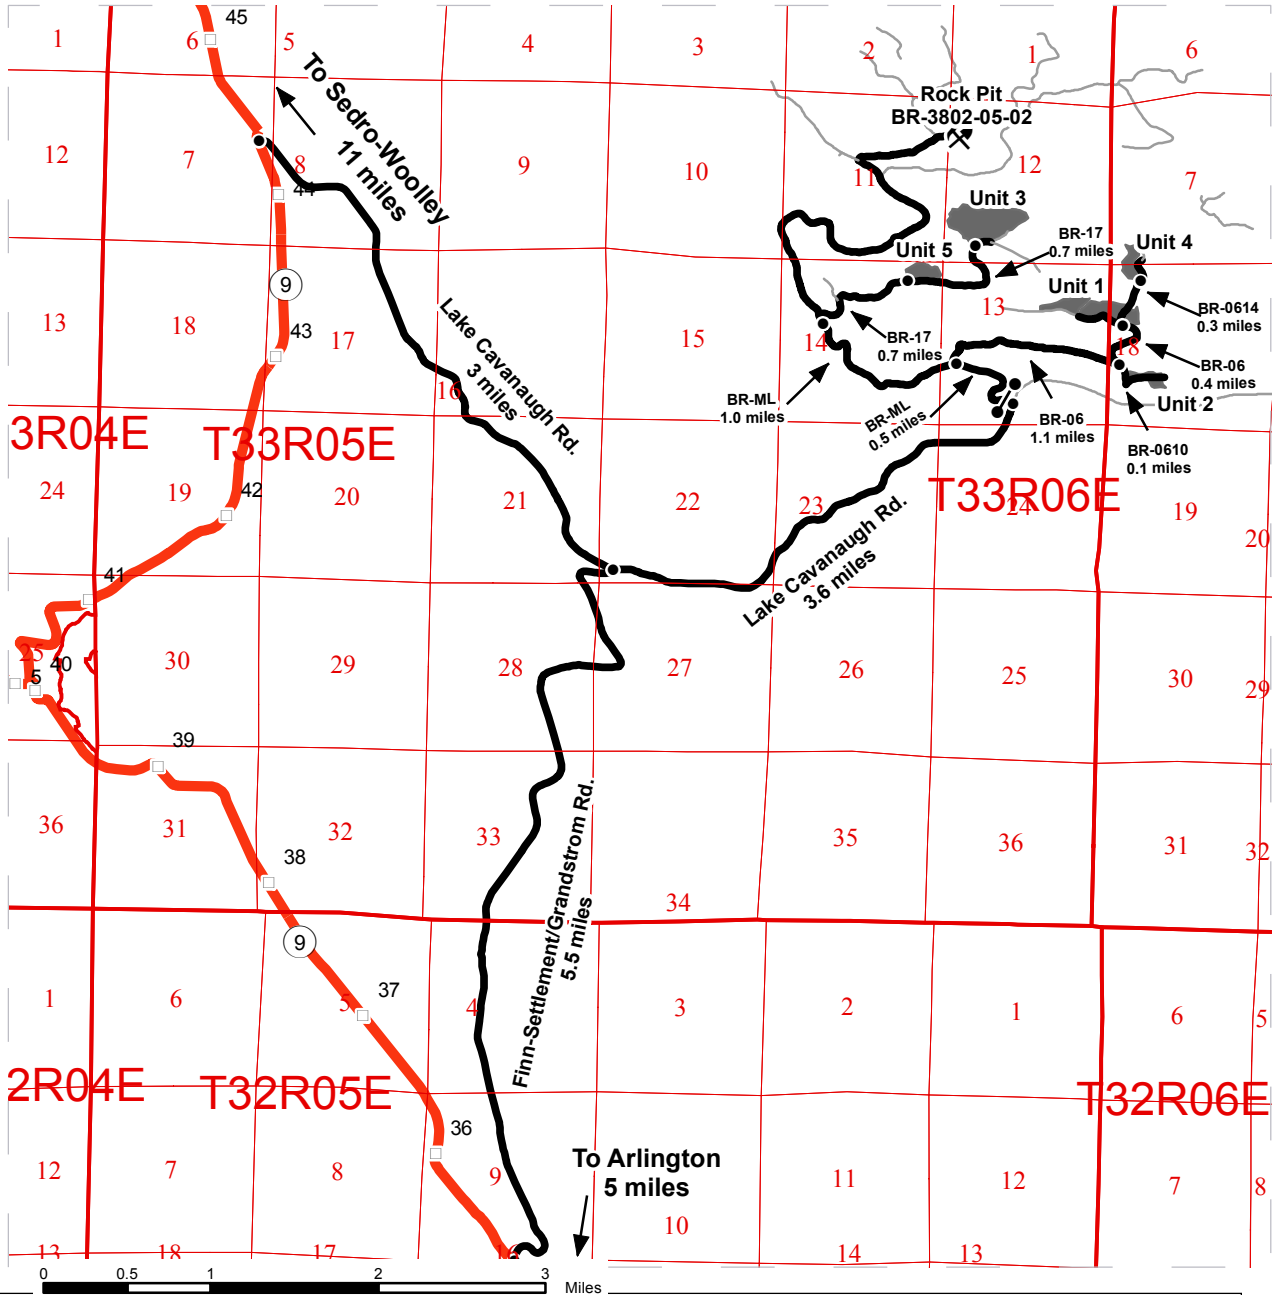 45
1
6
5
4
3
2
1
6
To Sedro-Woolley
11 miles
Rock Pit
BR-3802-05-02
12
7
8
9
10
11
12
7
44
Unit 3
BR-17
0.7 miles
Unit 4
Unit 5
9
Unit 1
BR-0614
0.3 miles
13
18
43
17
Lake Cavanaugh Rd.
3 miles
16
15
14
13
18
BR-17
0.7 miles
BR-06
0.4 miles
BR-ML
1.0 miles
BR-ML
0.5 miles
BR-06
1.1 miles
Unit 2
BR-0610
0.1 miles
3R04E
T33R05E
T33R06E
24
19
42
20
21
22
23
24
19
20
Lake Cavanaugh Rd.
3.6 miles
41
25
40
5
30
29
28
27
26
25
30
29
39
36
31
32
33
34
35
36
31
32
38
Finn-Settlement/Grandstrom Rd.
5.5 miles
9
1
6
5
37
4
3
2
1
6
5
2R04E
T32R05E
T32R06E
36
12
7
8
9
To Arlington
5 miles
10
11
12
7
8
13
18
17
16
14
13
0
0.5
1
2
3
Miles